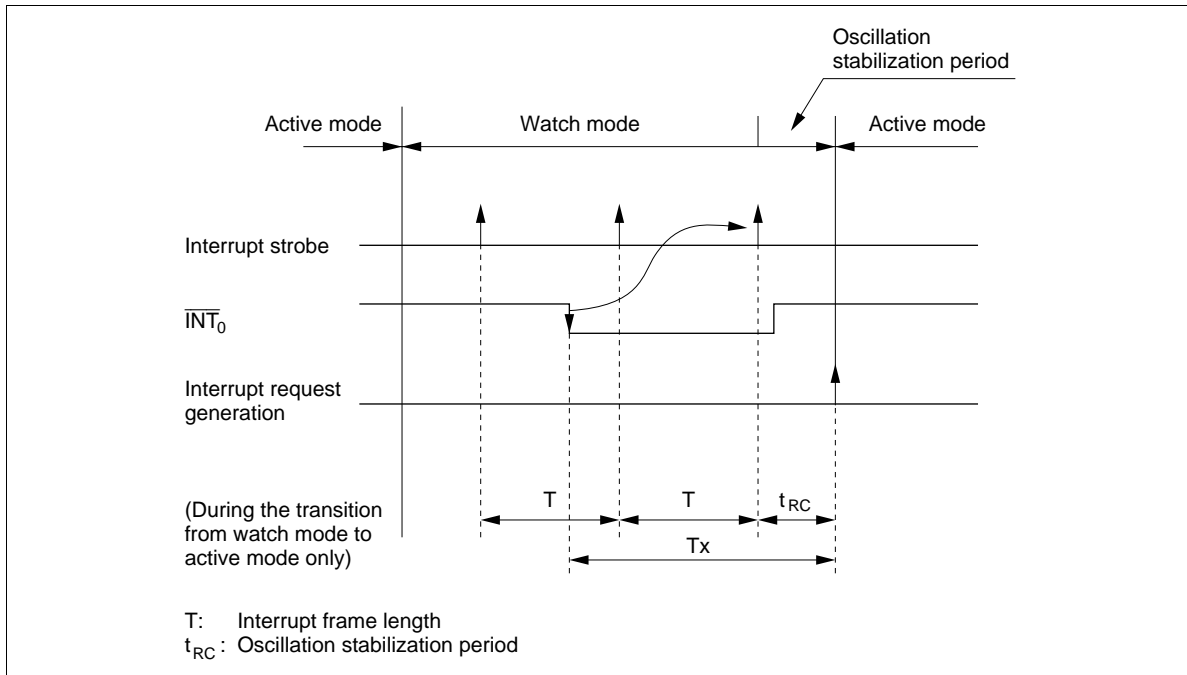 Oscillation
stabilization period
Active mode
Watch mode
Active mode
Interrupt strobe
INT0
Interrupt request
generation
(During the transition
from watch mode to
active mode only)
T
T
tRC
Tx
T: Interrupt frame length
tRC : Oscillation stabilization period